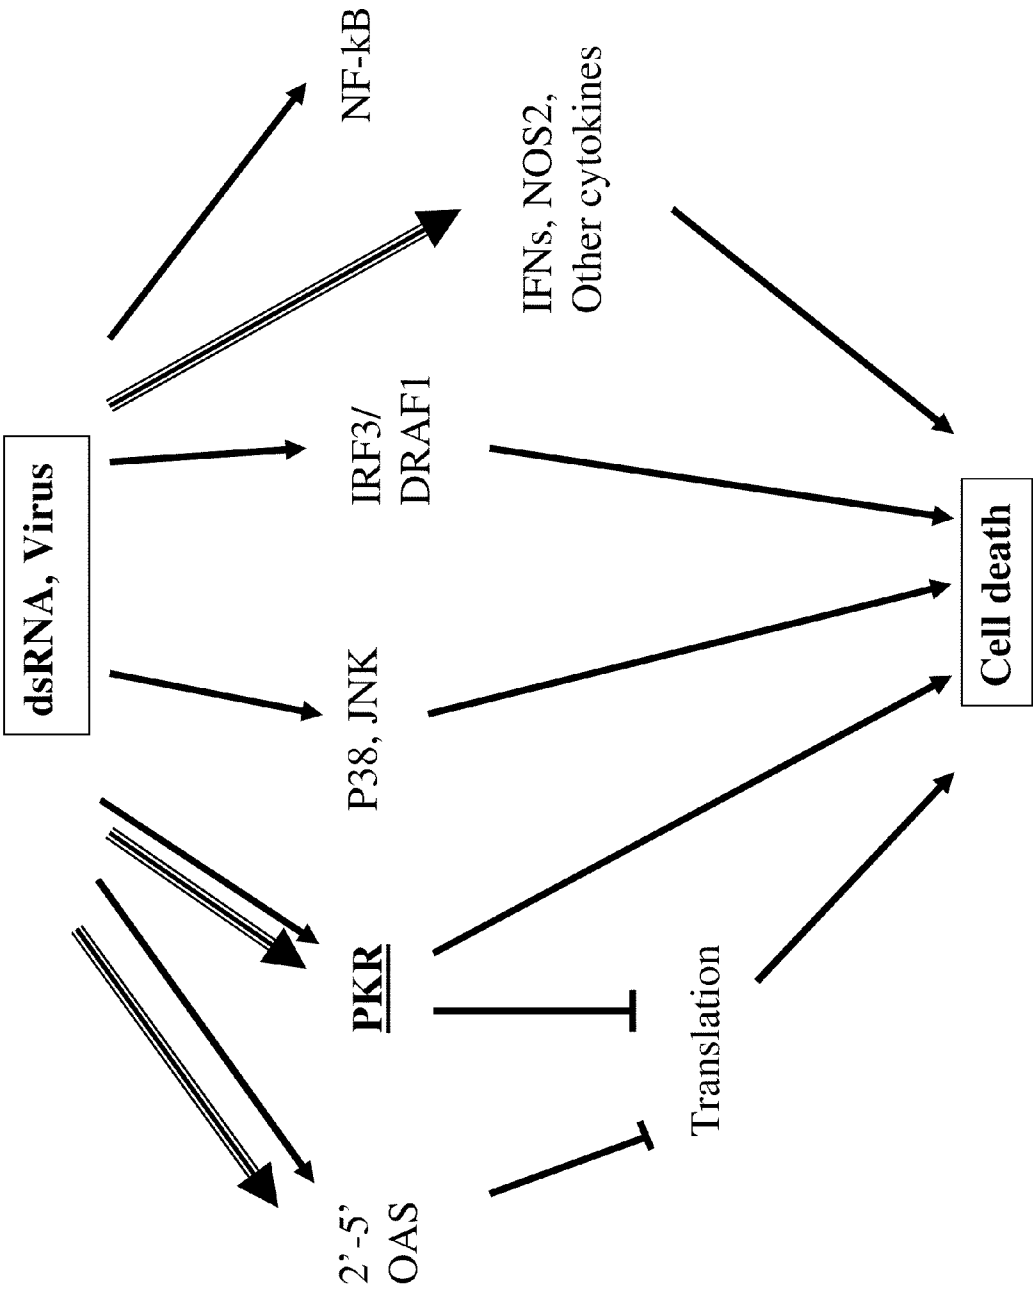 dsRNA, Virus
NF-kB
IFNs, NOS2,
Other cytokines
IRF3/
DRAF1
P38, JNK
PKR
2’-5’
OAS
Translation
Cell death